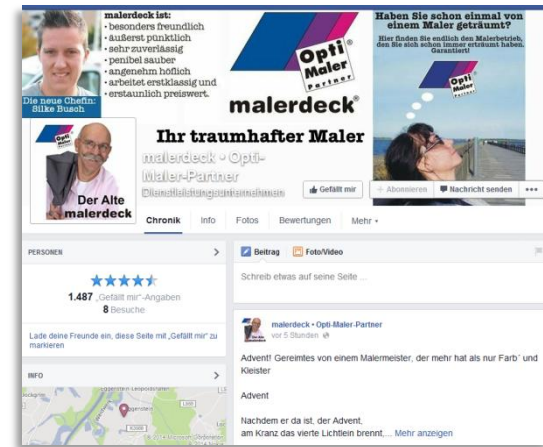 malerdeck ist:
• besonders freundlich
• äußerst pünktlich
• sehr zuverlässig
• penibel sauber
• angenehm höflich
• arbeitet erstklassig und
• erstaunlich preiswert.
Die neue Chefin:
Silke Busch
Opti
Maler
Partner
malerdeck®
Ihr traumhafter Maler
Haben Sie schon einmal von
einem Maler geträumt?
Hier finden Sie endlich den Malerbetrieb,
den Sie sich schon immer erträumt haben.
Garantiert!
Opti
Maler
Partner
Opti
Maler
Partner
Der Alte
malerdeck
malerdeck • Opti-
Maler-Partner
Dienstleistungsunternehmen
Gefällt mir
+ Abonnieren
Nachricht senden
•••
Chronik Info Fotos Bewertungen Mehr
PERSONEN
1.487 „Gefällt mir“-Angaben
8 Besuche
Lade deine Freunde ein, diese Seite mit „Gefällt mir“ zu
markieren
INFO
© 2014 Microsoft
Beitrag Foto/Video
Schreib etwas auf seine Seite ...
malerdeck • Opti-Maler-Partner
vor 5 Stunden
Advent! Gereimtes von einem Malermeister, der mehr hat als nur Farb´ und
Kleister
Advent
Nachdem er da ist, der Advent,
am Kranz das vierte Lichtlein brennt,... Mehr anzeigen